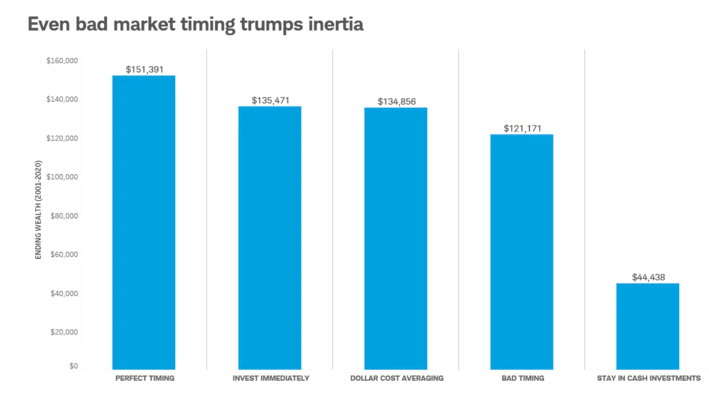 Even bad market timing trumps inertia
ENDING WEALTH (2001-2020)
$160,000
$140,000
$120,000
$100,000
$80,000
$60,000
$40,000
$20,000
$0
$151,391
$135,471
$134,856
$121,171
$44,438
PERFECT TIMING
INVEST IMMEDIATELY
DOLLAR COST AVERAGING
BAD TIMING
STAY IN CASH INVESTMENTS